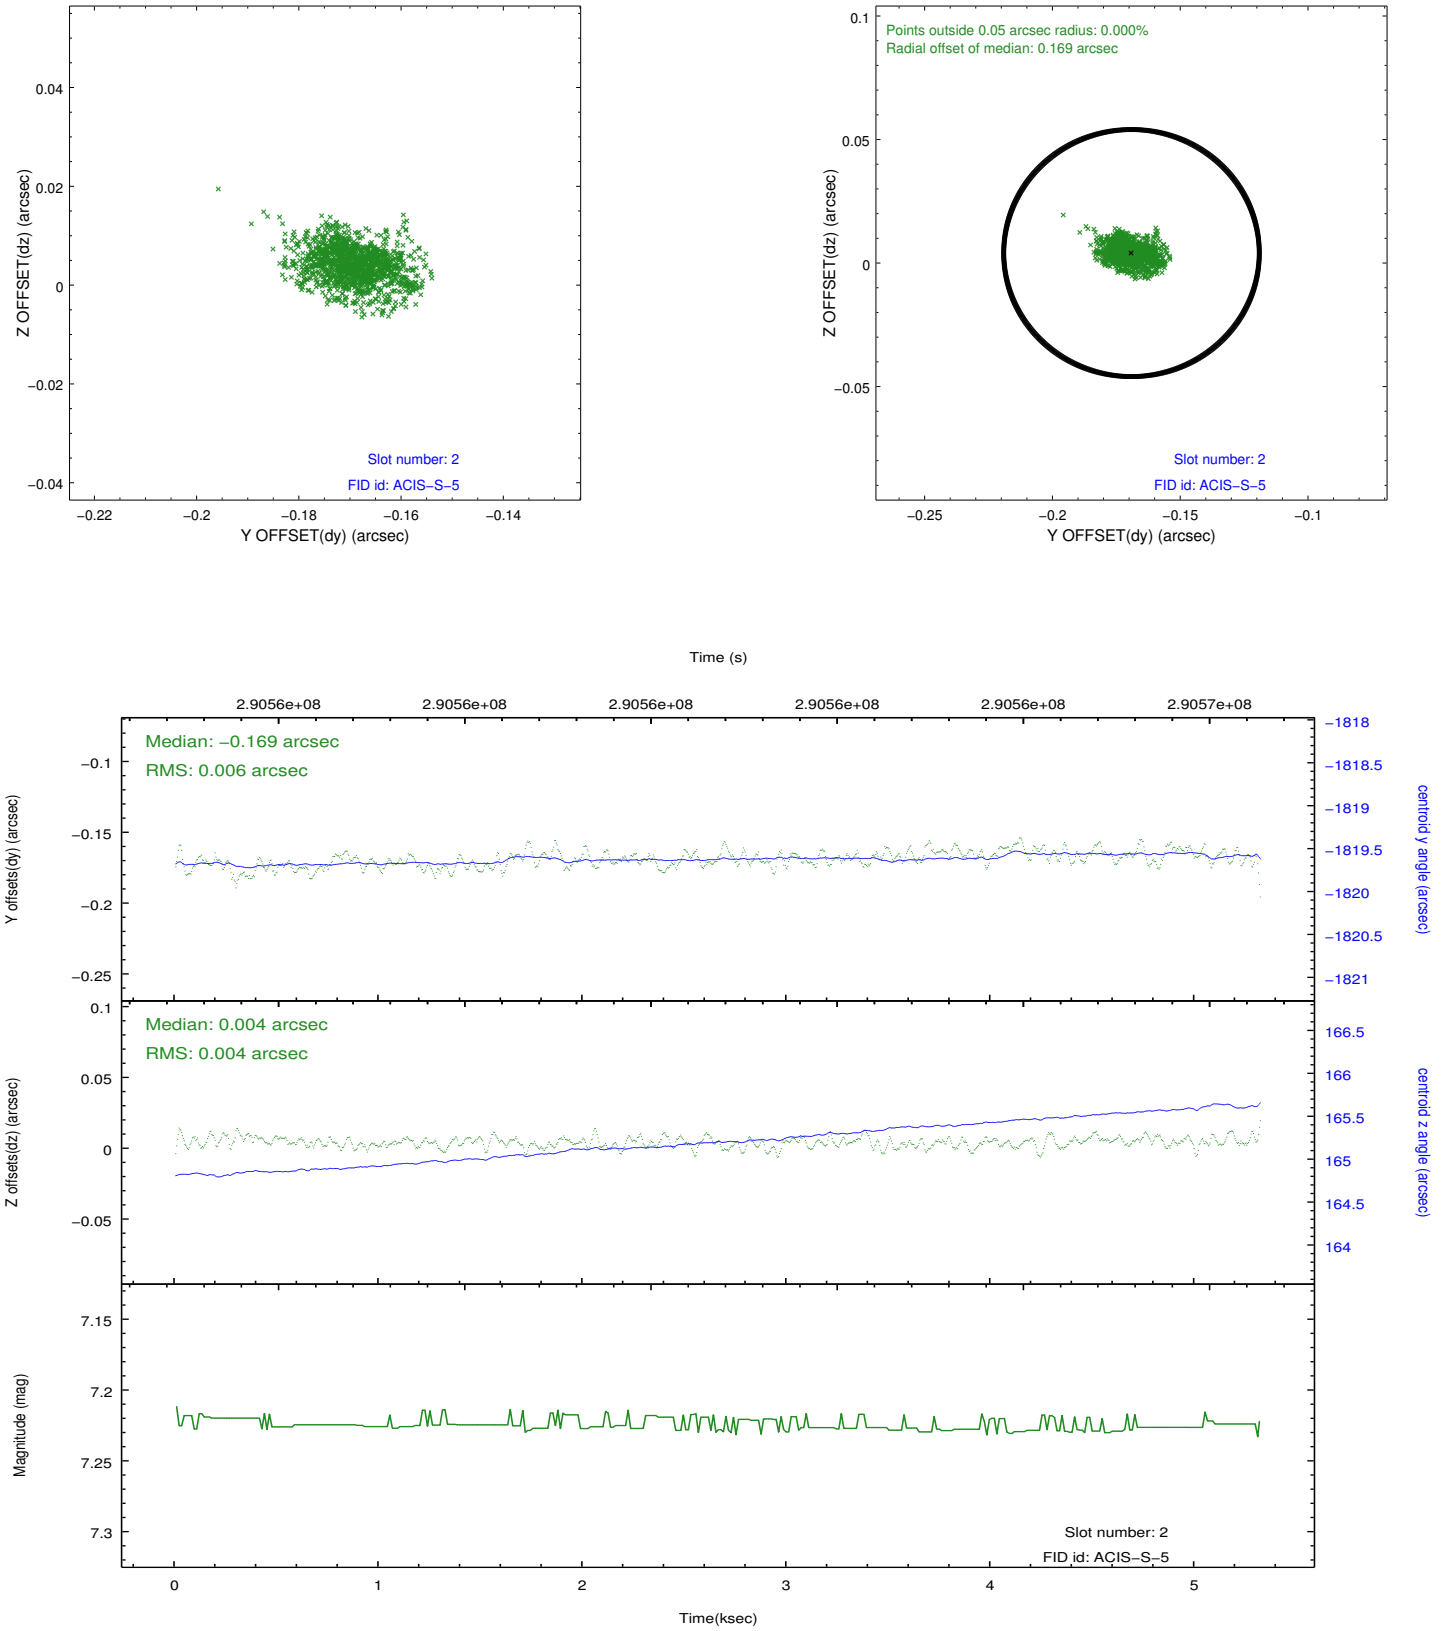 0.04
0.02
0
−0.02
−0.04
Z OFFSET(dz) (arcsec)
Slot number: 2
FID id: ACIS−S−5
−0.22
−0.2
−0.18
−0.16
−0.14
Y OFFSET(dy) (arcsec)
Points outside 0.05 arcsec radius: 0.000%
Radial offset of median: 0.169 arcsec
0.1
0.05
0
−0.05
Z OFFSET(dz) (arcsec)
Slot number: 2
FID id: ACIS−S−5
−0.25
−0.2
−0.15
−0.1
Y OFFSET(dy) (arcsec)
Time (s)
2.9056e+08
2.9056e+08
2.9056e+08
2.9056e+08
2.9056e+08
2.9057e+08
Median: −0.169 arcsec
RMS: 0.006 arcsec
−0.1
−0.15
−0.2
−0.25
Y offsets(dy) (arcsec)
−1818
−1818.5
−1819
−1819.5
−1820
−1820.5
−1821
centroid y angle (arcsec)
Median: 0.004 arcsec
RMS: 0.004 arcsec
0.1
0.05
0
−0.05
Z offsets(dz) (arcsec)
166.5
166
165.5
165
164.5
164
centroid z angle (arcsec)
7.15
7.2
7.25
7.3
Magnitude (mag)
Slot number: 2
FID id: ACIS−S−5
0
1
2
3
4
5
Time(ksec)